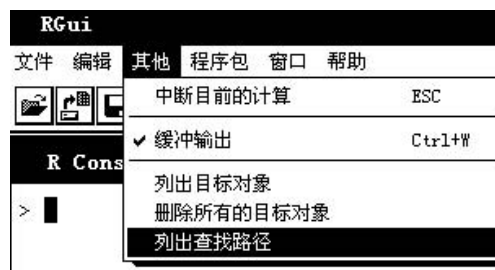 RGui
文件 编辑 其他 程序包 窗口 帮助
中断目前的计算 ESC
缓冲输出 Ctrl+W
R Cons
列出目标对象
>
删除所有的目标对象
列出查找路径